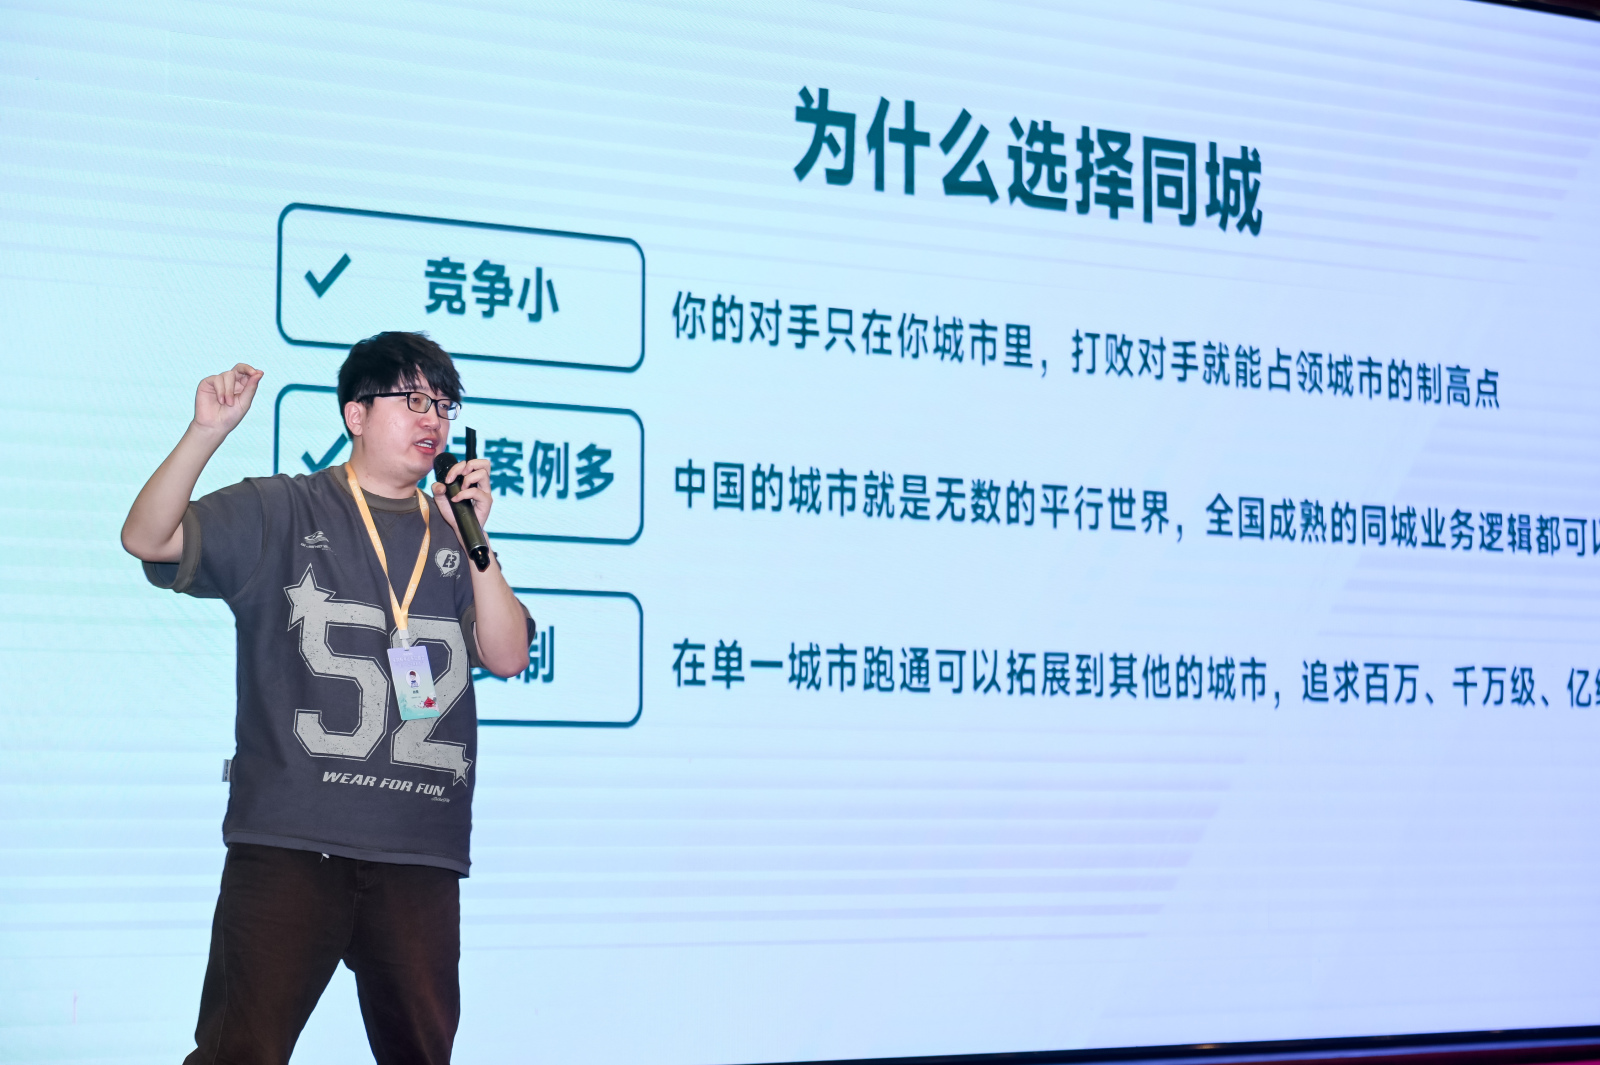 为什么选择同城
竞争小
你的对手只在你城市里，打败对手就能占领城市的制高点
案例多
中国的城市就是无数的平行世界，全国成熟的同城业务逻辑都可
制
在单一城市跑通可以拓展到其他的城市，追求百万、千万级、亿
52
WEAR FOR FUN